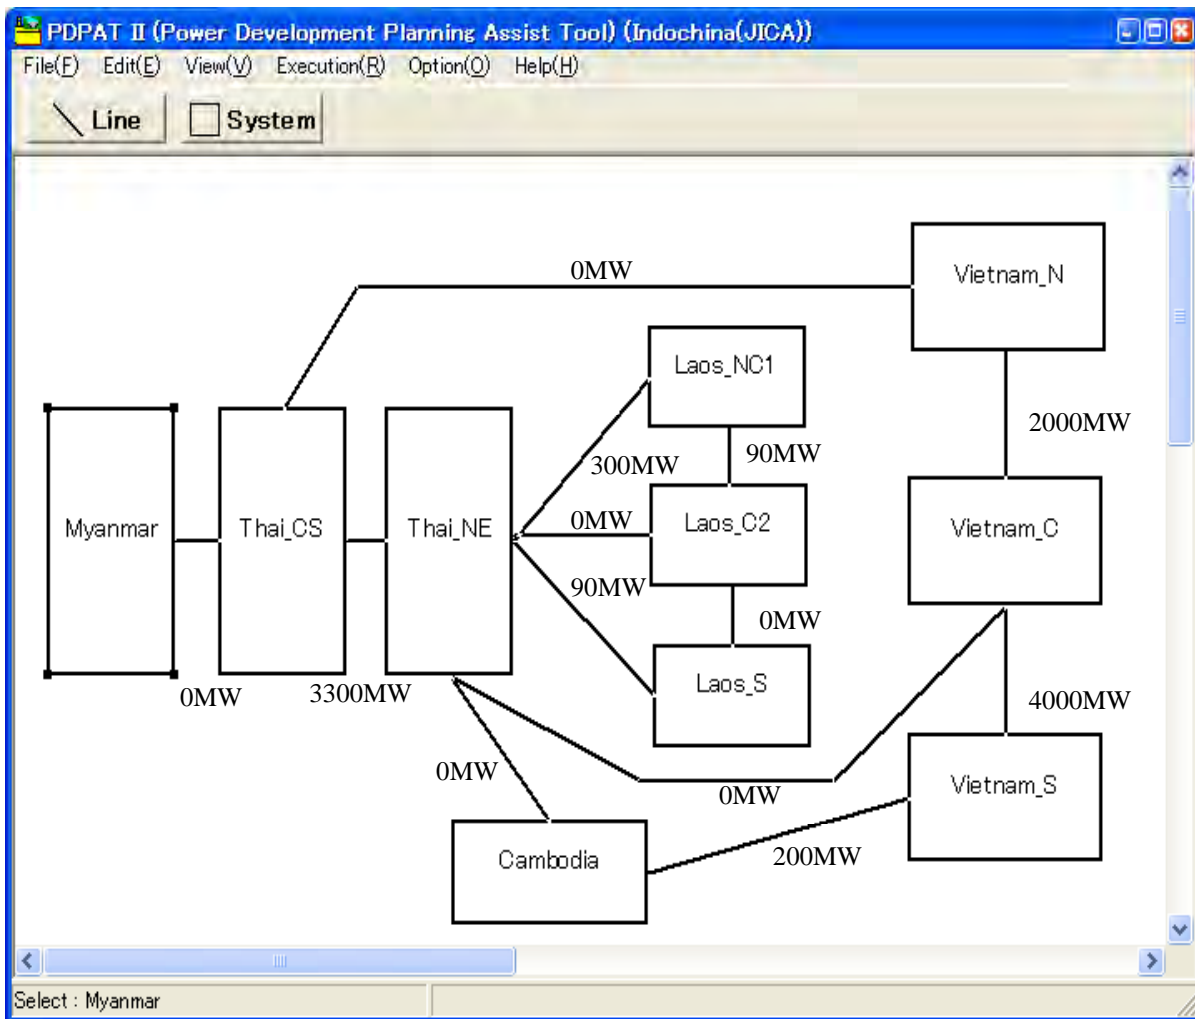 PDPAT II (Power Development Planning Assist Tool) (Indochina(JICA))
File(F) Edit(E) View(V) Execution(R) Option(O) Help(H)
Line System
0MW
Vietnam_N
Laos_NC1
2000MW
90MW
300MW
Myanmar
Thai_CS
Thai_NE
0MW
Laos_C2
Vietnam_C
90MW
0MW
Laos_S
0MW
3300MW
4000MW
0MW
0MW
Vietnam_S
Cambodia
200MW
Select : Myanmar